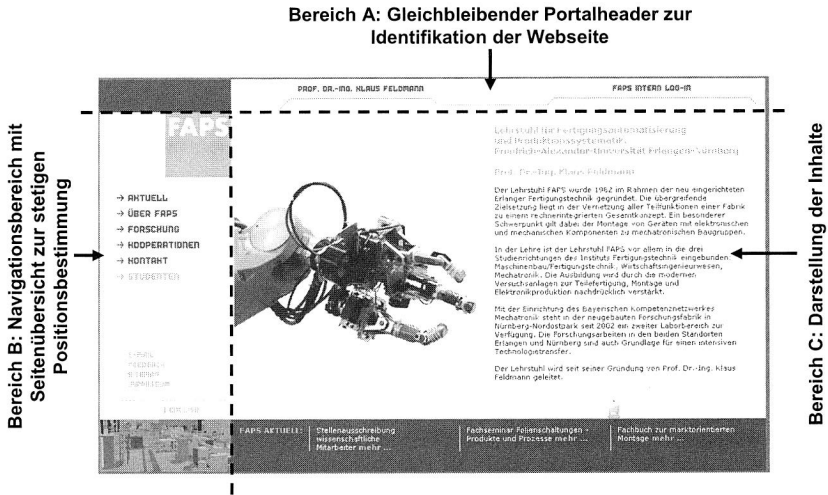 Bereich A: Gleichbleibender Portalheader zur
Identifikation der Webseite
PROF. DR.-ING. KLAUS FELDMANN
FAPS INTERN LOG-IN
Bereich B: Navigationsbereich mit
Seitenübersicht zur stetigen
Positionsbestimmung
FAPS
→ AKTUELL
→ ÜBER FAPS
→ FORSCHUNG
→ KOOPERATIONEN
→ KONTAKT
→ STUDENTEN
Lehrstuhl für Fertigungsautomatisierung
und Produktionssystematik.
Friedrich-Alexander-Universität Erlangen-Nürnberg
Prof. Dr.-Ing. Klaus Feldmann
Der Lehrstuhl FAPS wurde 1982 im Rahmen der neu eingerichteten
Erlanger Fertigungstechnik gegründet. Die übergreifende
Zielsetzung liegt in der Vernetzung aller Teilfunktionen einer Fabrik
zu einem rechnerintegrierten Gesamtkonzept. Ein besonderer
Schwerpunkt gilt dabei der Montage von Geräten mit elektronischen
und mechanischen Komponenten zu mechatronischen Baugruppen.
In der Lehre ist der Lehrstuhl FAPS vor allem in die drei
Studienrichtungen des Instituts Fertigungstechnik eingebunden:
Maschinenbau/Fertigungstechnik, Wirtschaftsingenieurwesen,
Mechatronik. Die Ausbildung wird durch die modernen
Versuchsanlagen zur Teilefertigung, Montage und
Elektronikproduktion nachdrücklich verstärkt.
Mit der Einrichtung des Bayerischen Kompetenznetzwerkes
Mechatronik steht in der neugebauten Forschungsfabrik in
Nürnberg-Nordostpark seit 2002 ein zweiter Laborbereich zur
Verfügung. Die Forschungsarbeiten in den beiden Standorten
Erlangen und Nürnberg sind auch Grundlage für einen intensiven
Technologietransfer.
Der Lehrstuhl wird seit seiner Gründung von Prof. Dr.-Ing. Klaus
Feldmann geleitet.
Bereich C: Darstellung der Inhalte
E-MAIL
SITEMAP
IMPRESSUM
FAPS AKTUELL:
Stellenausschreibung
wissenschaftliche
Mitarbeiter mehr ...
Fachseminar Folienschaltungen -
Produkte und Prozesse mehr ...
Fachbuch zur marktorientierten
Montage mehr ...